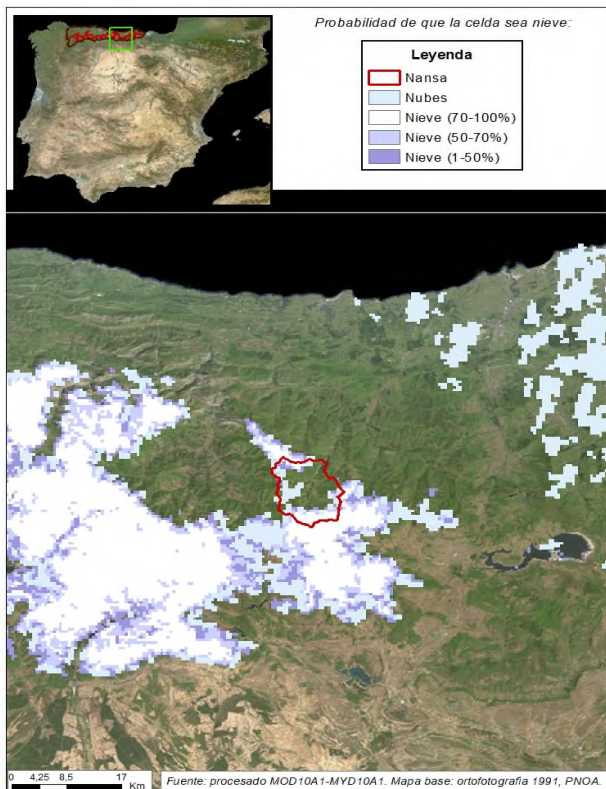 Probabilidad de que la celda sea nieve:
Leyenda
Nansa
Nubes
Nieve (70-100%)
Nieve (50-70%)
Nieve (1-50%)
0 4,25 8,5 17
Km
Fuente: procesado MOD10A1-MYD10A1. Mapa base: ortofotografia 1991, PNOA.